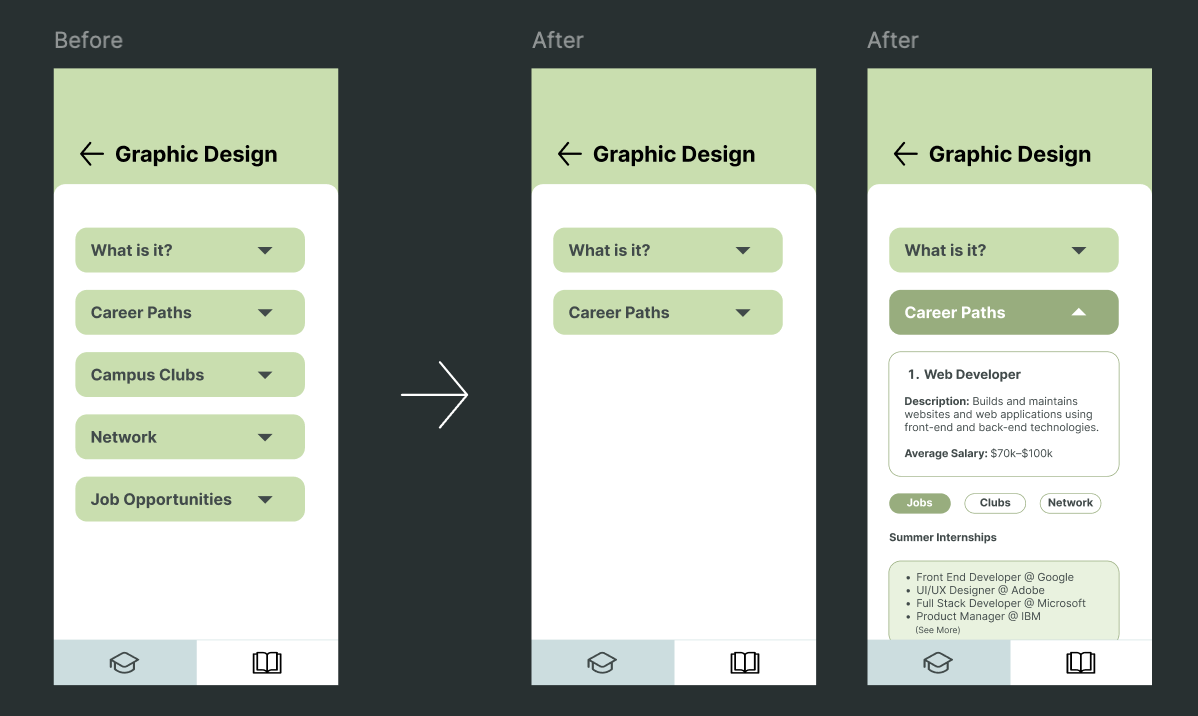 Before
Graphic Design
What is it?
Career Paths
Campus Clubs
Network
Job Opportunities
After
Graphic Design
What is it?
Career Paths
After
Graphic Design
What is it?
Career Paths
1. Web Developer
Description: Builds and maintains
websites and web applications using
front-end and back-end technologies.
Average Salary: $70k–$100k
Jobs Clubs Network
Summer Internships
• Front End Developer @ Google
• UI/UX Designer @ Adobe
• Full Stack Developer @ Microsoft
• Product Manager @ IBM
(See More)